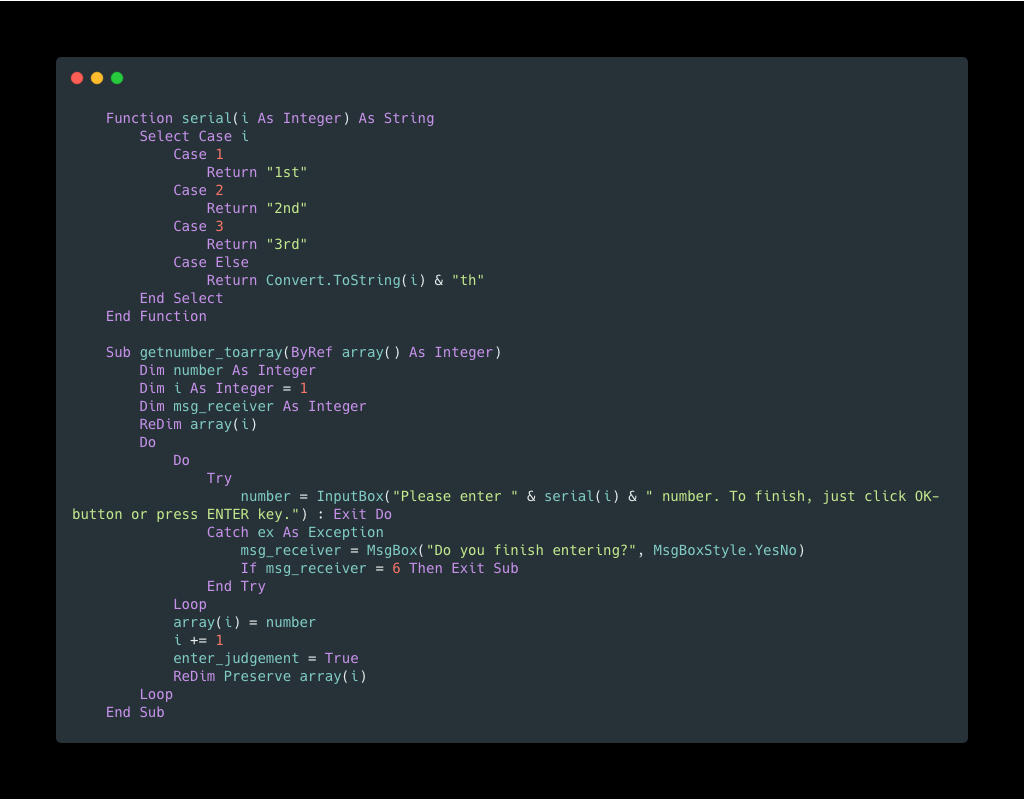 Function serial(i As Integer) As String
Select Case i
Case 1
Return "1st"
Case 2
Return "2nd"
Case 3
Return "3rd"
Case Else
Return Convert.ToString(i) & "th"
End Select
End Function
Sub getnumber_toarray(ByRef array() As Integer)
Dim number As Integer
Dim i As Integer = 1
Dim msg_receiver As Integer
ReDim array(i)
Do
Do
Try
number = InputBox("Please enter " & serial(i) & " number. To finish, just click OK-
button or press ENTER key.") : Exit Do
Catch ex As Exception
msg_receiver = MsgBox("Do you finish entering?", MsgBoxStyle.YesNo)
If msg_receiver = 6 Then Exit Sub
End Try
Loop
array(i) = number
i += 1
enter_judgement = True
ReDim Preserve array(i)
Loop
End Sub